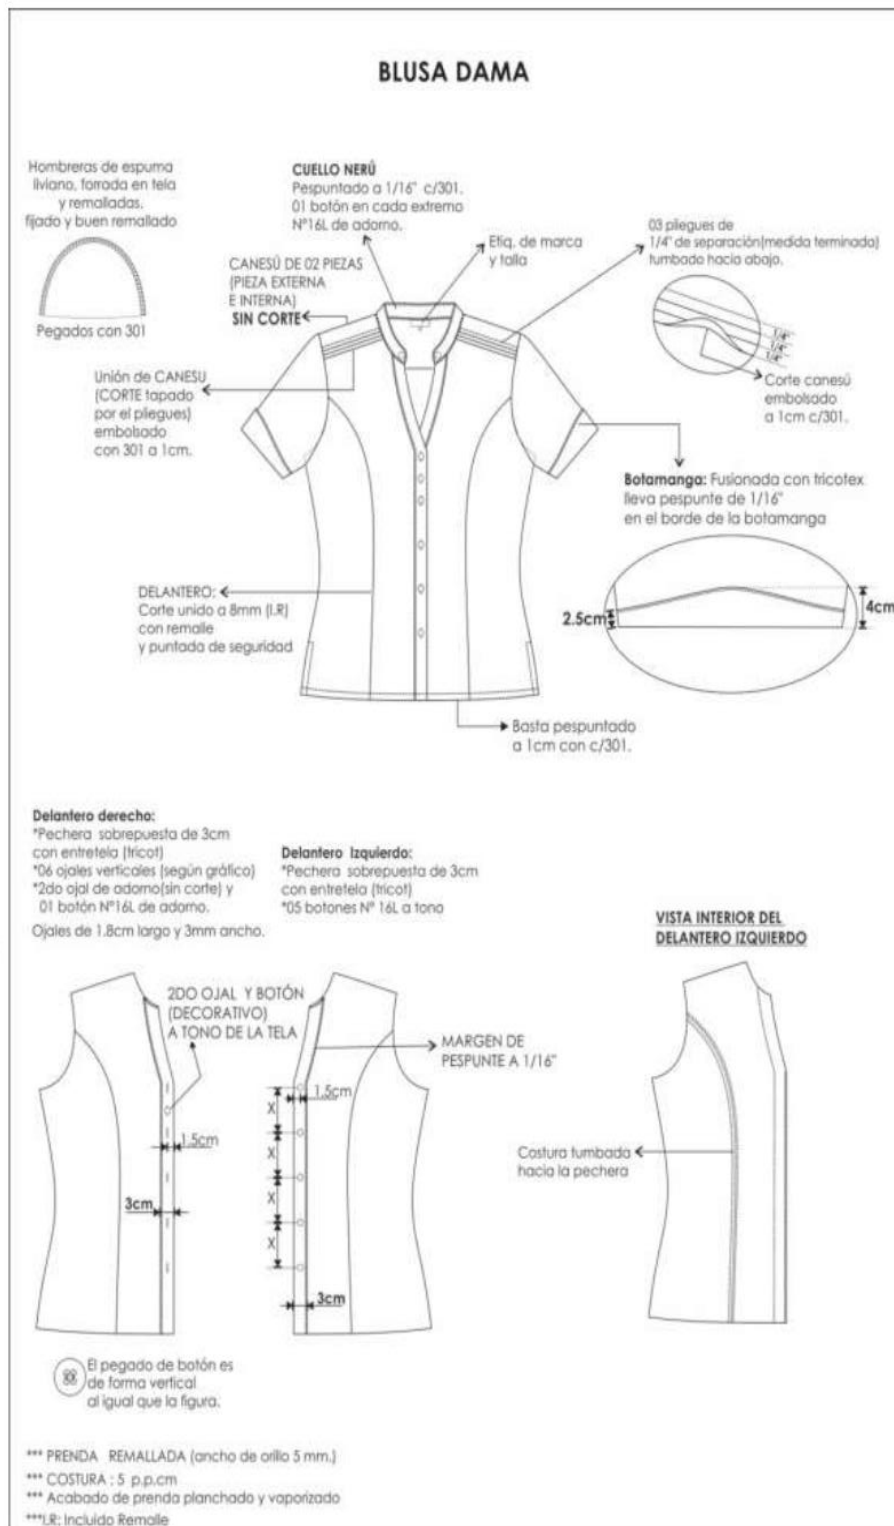 BLUSA DAMA
Hombreras de espuma
liviano, forrada en tela
y remalladas,
fijado y buen remallado
Pegados con 301
CUELLO NERÚ
Pespuntado a 1/16" c/301.
01 botón en cada extremo
N°16L de adorno.
Etiq. de marca
y talla
03 pliegues de
1/4" de separación(medida terminada)
tumbado hacia abajo.
CANESÚ DE 02 PIEZAS
(PIEZA EXTERNA
E INTERNA)
SIN CORTE
1/4"
1/4"
1/4"
Corte canesú
embolsado
a 1cm c/301.
Unión de CANESU
(CORTE tapado
por el pliegues)
embolsado
con 301 a 1cm.
Botamanga: Fusionada con tricotex
lleva pespunte de 1/16"
en el borde de la botamanga
2.5cm
4cm
DELANTERO:
Corte unido a 8mm (I.R)
con remalle
y puntada de seguridad
Basta pespuntado
a 1cm con c/301.
Delantero derecho:
*Pechera sobrepuesta de 3cm
con entretela (tricot)
*06 ojales verticales (según gráfico)
*2do ojal de adorno(sin corte) y
01 botón N°16L de adorno.
Ojales de 1.8cm largo y 3mm ancho.
Delantero Izquierdo:
*Pechera sobrepuesta de 3cm
con entretela (tricot)
*05 botones N° 16L a tono
VISTA INTERIOR DEL
DELANTERO IZQUIERDO
2DO OJAL Y BOTÓN
(DECORATIVO)
A TONO DE LA TELA
MARGEN DE
PESPUNTE A 1/16"
1.5cm
X
1.5cm
X
X
X
3cm
3cm
Costura tumbada
hacia la pechera
El pegado de botón es
de forma vertical
al igual que la figura.
*** PRENDA REMALLADA (ancho de orillo 5 mm.)
*** COSTURA : 5 p.p.cm
*** Acabado de prenda planchado y vaporizado
***I.R: Incluido Remalle